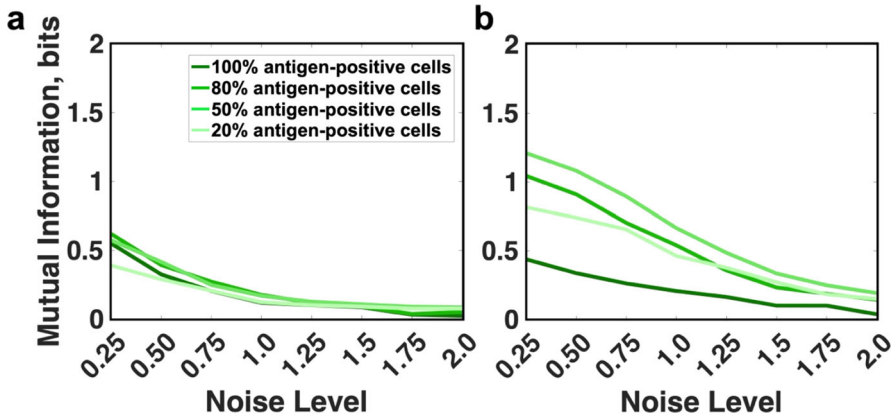 a
b
Mutual Information, bits
2
1.5
1
0.5
0
100% antigen-positive cells
80% antigen-positive cells
50% antigen-positive cells
20% antigen-positive cells
0.25 0.50 0.75 1.0 1.25 1.5 1.75 2.0
Noise Level
2
1.5
1
0.5
0
0.25 0.50 0.75 1.0 1.25 1.5 1.75 2.0
Noise Level